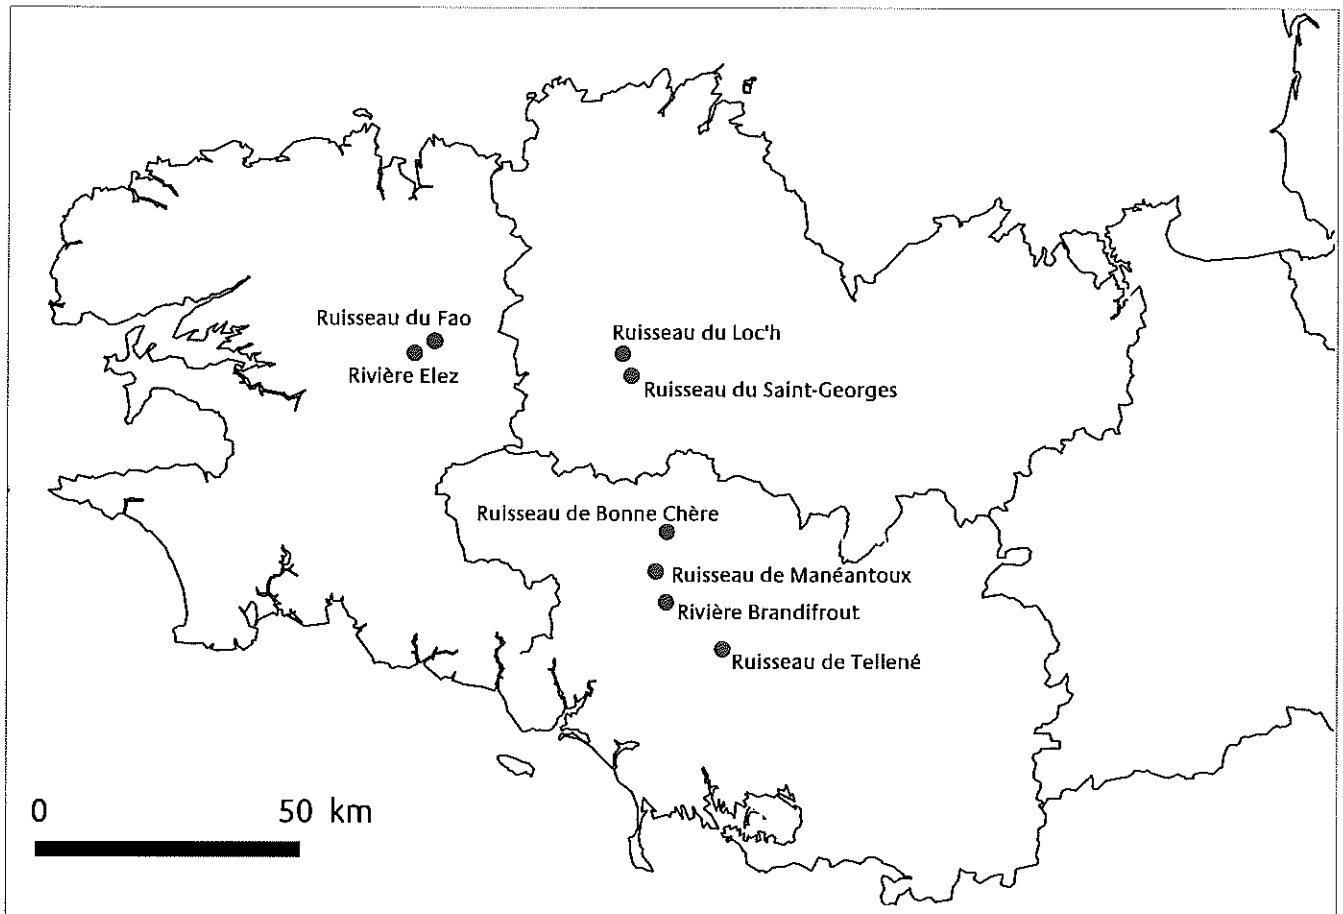 Ruisseau du Fao
Rivière Elez
Ruisseau du Loc'h
Ruisseau du Saint-Georges
Ruisseau de Bonne Chère
Ruisseau de Manéantoux
Rivière Brandifrout
Ruisseau de Tellené
0 50 km